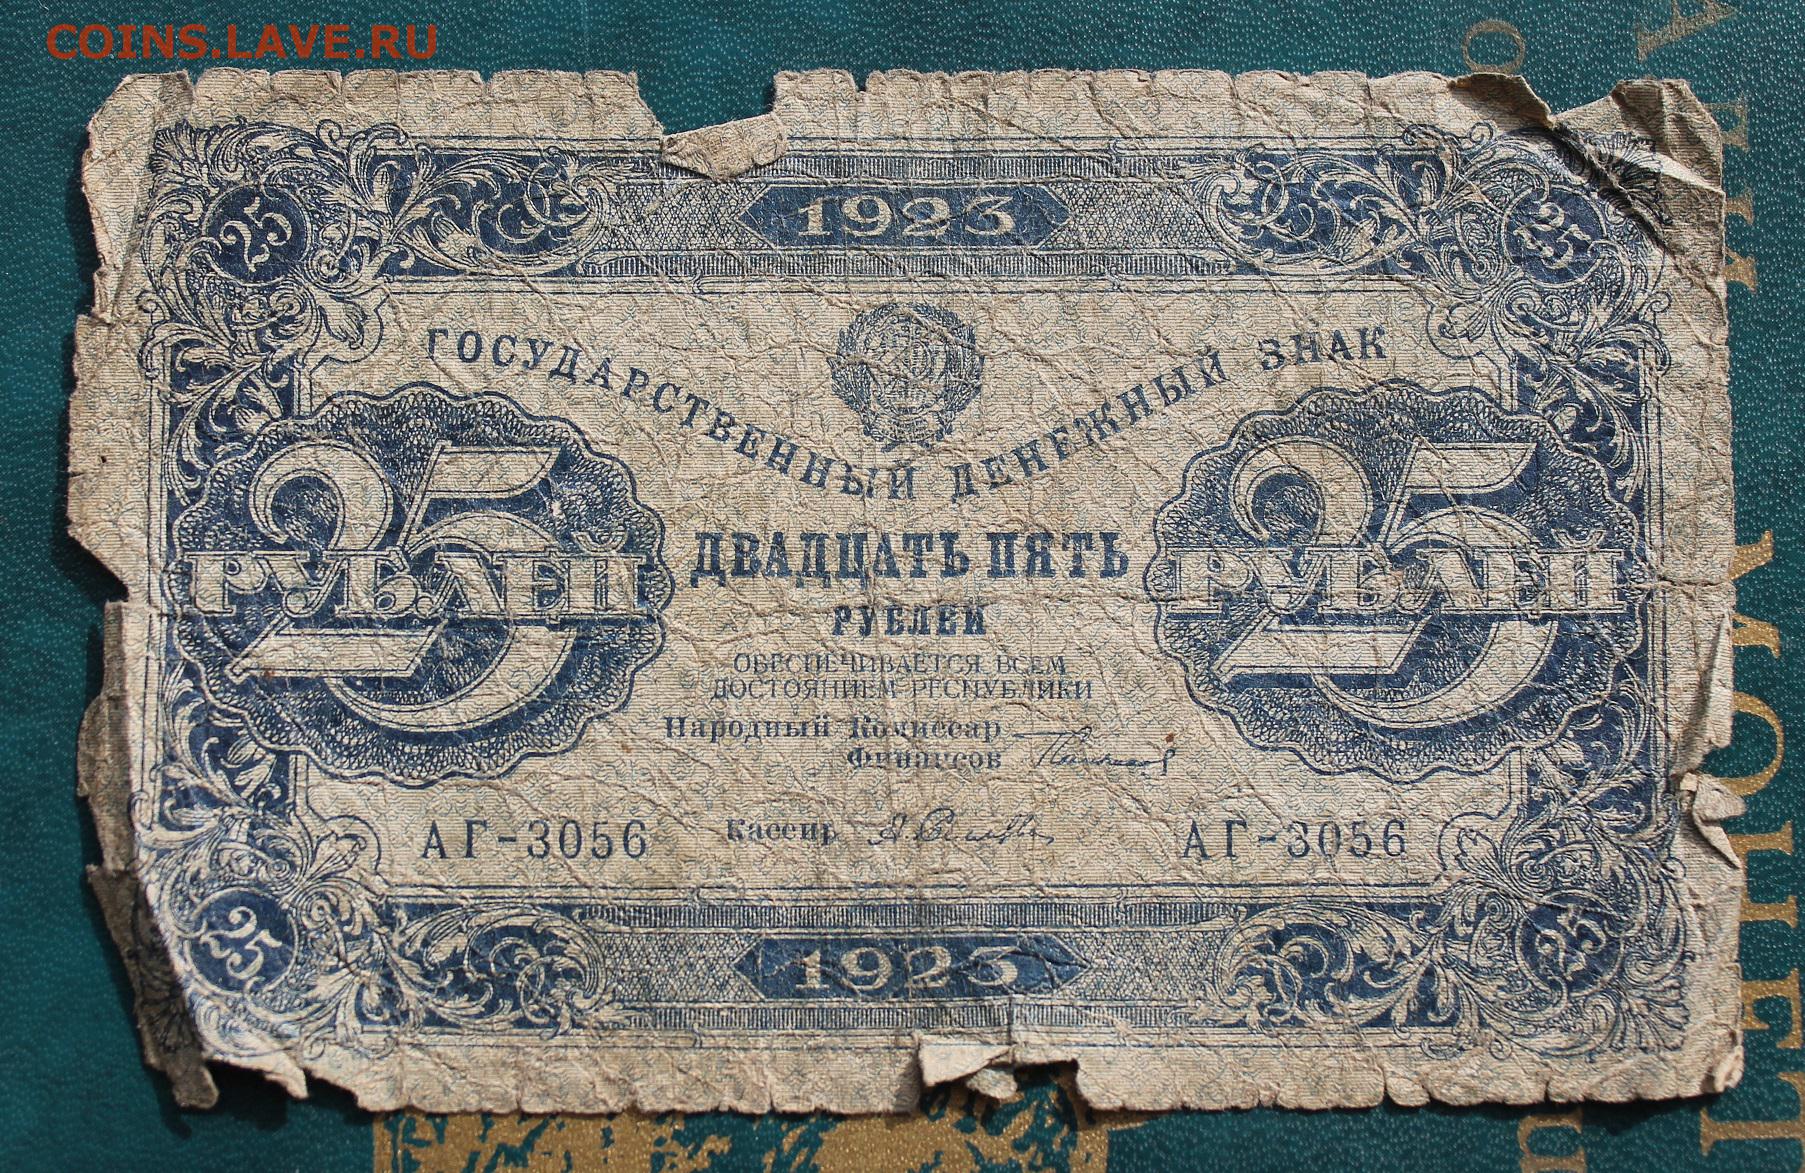 COINS.LAVE.RU
1923
25
25
ГОСУДАРСТВЕННЫЙ ДЕНЕЖНЫЙ ЗНАК
25
РУБЛЕЙ
25
РУБЛЕЙ
ДВАДЦАТЬ ПЯТЬ
РУБЛЕЙ
ОБЕСПЕЧИВАЕТСЯ ВСЕМ
ДОСТОЯНИЕМ РЕСПУБЛИКИ
Народный Комиссар
Финансов
Кассир
АГ-3056
АГ-3056
25
1923
25